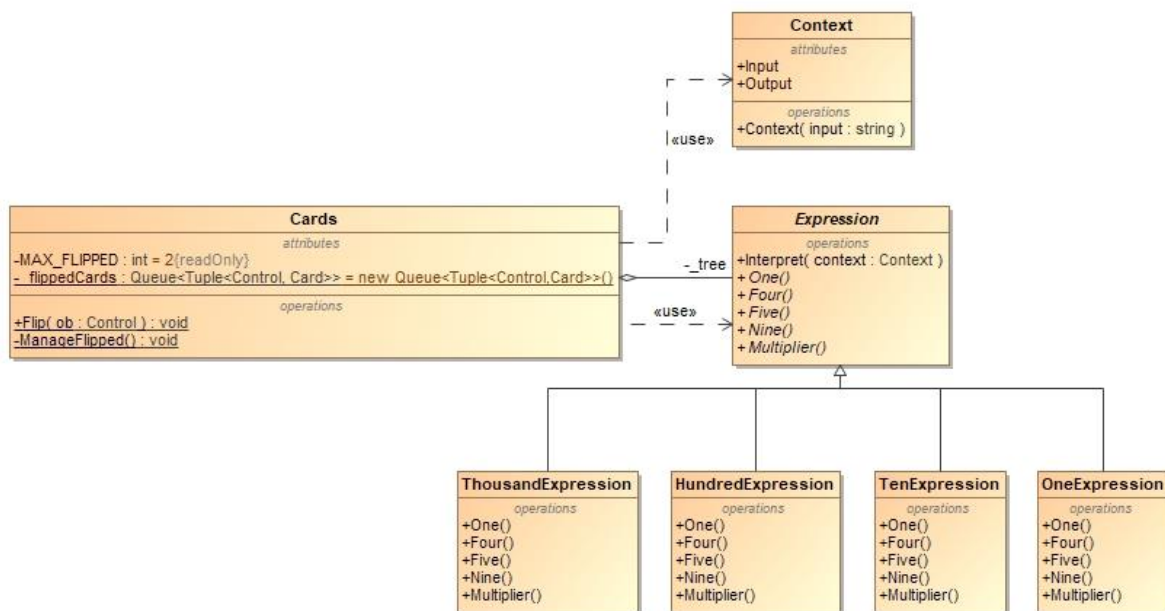 Context
attributes
+Input
+Output
operations
+Context( input : string )
«use»
Cards
attributes
-MAX_FLIPPED : int = 2{readOnly}
-_flippedCards : Queue<Tuple<Control, Card>> = new Queue<Tuple<Control,Card>>()
operations
+Flip( ob : Control ) : void
-ManageFlipped() : void
-_tree
«use»
Expression
operations
+Interpret( context : Context )
+One()
+Four()
+Five()
+Nine()
+Multiplier()
ThousandExpression
operations
+One()
+Four()
+Five()
+Nine()
+Multiplier()
HundredExpression
operations
+One()
+Four()
+Five()
+Nine()
+Multiplier()
TenExpression
operations
+One()
+Four()
+Five()
+Nine()
+Multiplier()
OneExpression
operations
+One()
+Four()
+Five()
+Nine()
+Multiplier()